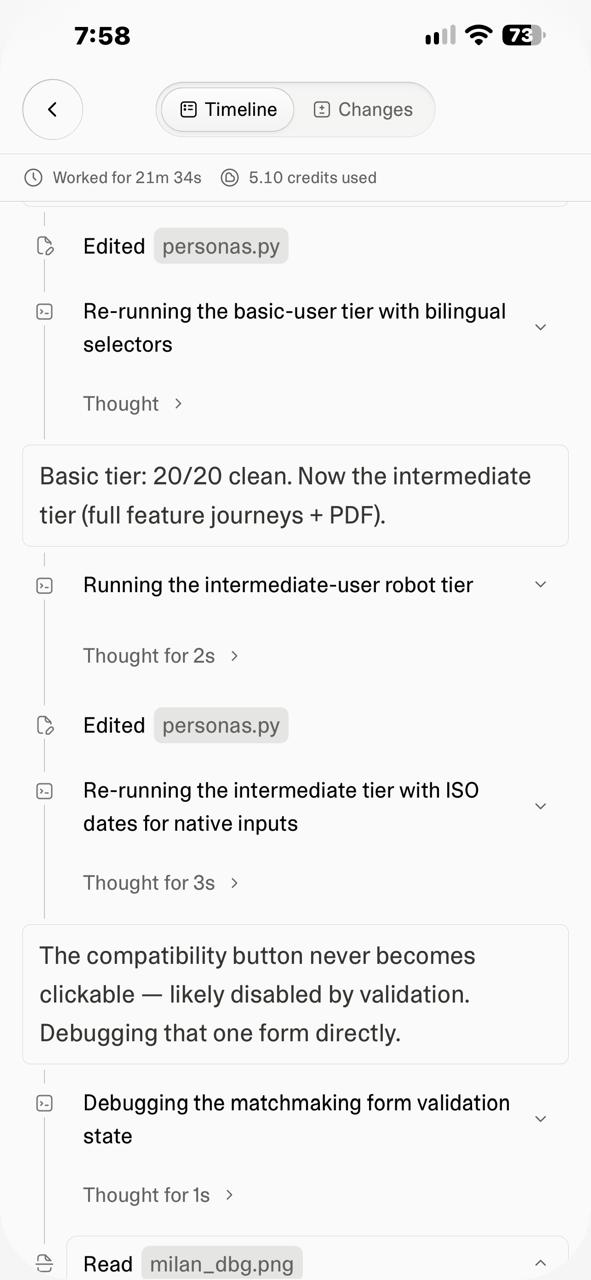 7:58
73
Timeline
Changes
Worked for 21m 34s
5.10 credits used
Edited personas.py
Re-running the basic-user tier with bilingual
selectors
Thought
Basic tier: 20/20 clean. Now the intermediate
tier (full feature journeys + PDF).
Running the intermediate-user robot tier
Thought for 2s
Edited personas.py
Re-running the intermediate tier with ISO
dates for native inputs
Thought for 3s
The compatibility button never becomes
clickable — likely disabled by validation.
Debugging that one form directly.
Debugging the matchmaking form validation
state
Thought for 1s
Read milan_dbg.png